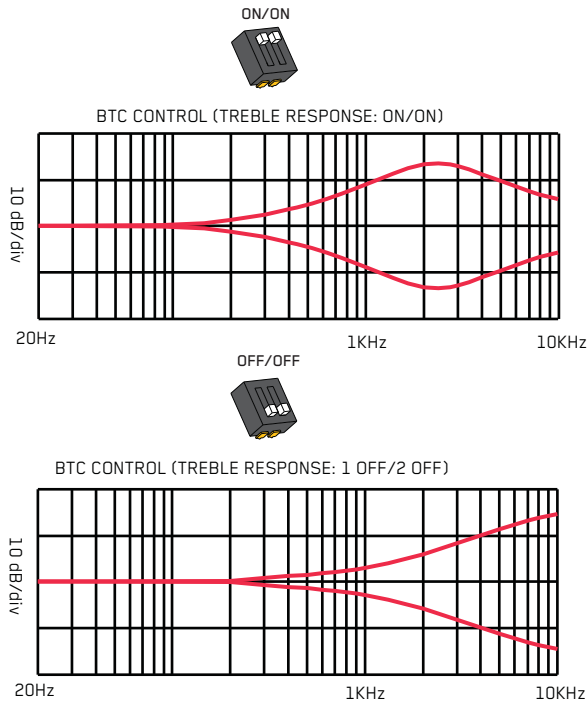 ON/ON
BTC CONTROL (TREBLE RESPONSE: ON/ON)
10 dB/div
20Hz 1KHz 10KHz
OFF/OFF
BTC CONTROL (TREBLE RESPONSE: 1 OFF/2 OFF)
10 dB/div
20Hz 1KHz 10KHz